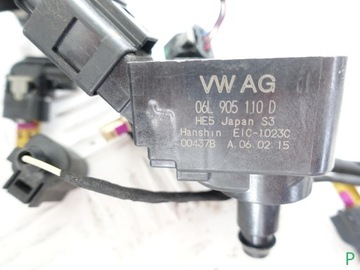 VW AG
06L 905 110 D
HE5 Japan S3
Hanshin EIC-1023C
00437B A.06.02.15
P